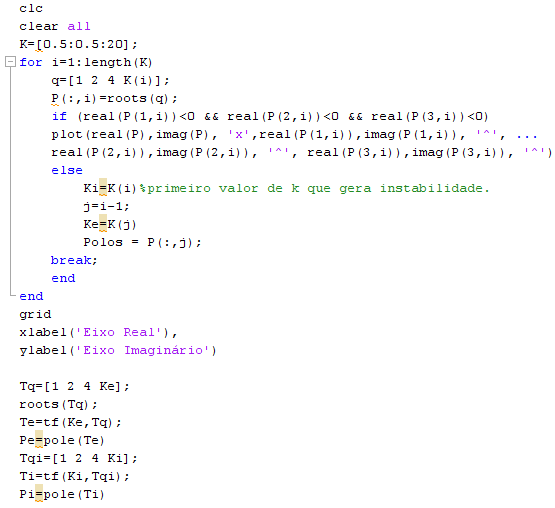 clc
clear all
K=[0.5:0.5:20];
for i=1:length(K)
q=[1 2 4 K(i)];
P(:,i)=roots(q);
if (real(P(1,i))<0 && real(P(2,i))<0 && real(P(3,i))<0)
plot(real(P),imag(P), 'x',real(P(1,i)),imag(P(1,i)), '^', ...
real(P(2,i)),imag(P(2,i)), '^', real(P(3,i)),imag(P(3,i)), '^')
else
Ki=K(i)%primeiro valor de k que gera instabilidade.
j=i-1;
Ke=K(j)
Polos = P(:,j);
break;
end
end
grid
xlabel('Eixo Real'),
ylabel('Eixo Imaginário')
Tq=[1 2 4 Ke];
roots(Tq);
Te=tf(Ke,Tq);
Pe=pole(Te)
Tqi=[1 2 4 Ki];
Ti=tf(Ki,Tqi);
Pi=pole(Ti)